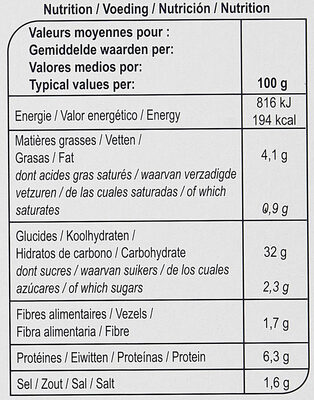 Nutrition / Voeding / Nutrición / Nutrition
Valeurs moyennes pour :
Gemiddelde waarden per:
Valores medios por:
Typical values per: 100 g
Energie / Valor energético / Energy 816 kJ
194 kcal
Matières grasses / Vetten /
Grasas / Fat 4,1 g
dont acides gras saturés / waarvan verzadigde
vetzuren / de las cuales saturadas / of which
saturates 0,9 g
Glucides / Koolhydraten /
Hidratos de carbono / Carbohydrate 32 g
dont sucres / waarvan suikers / de los cuales
azúcares / of which sugars 2,3 g
Fibres alimentaires / Vezels /
Fibra alimentaria / Fibre 1,7 g
Protéines / Eiwitten / Proteínas / Protein 6,3 g
Sel / Zout / Sal / Salt 1,6 g